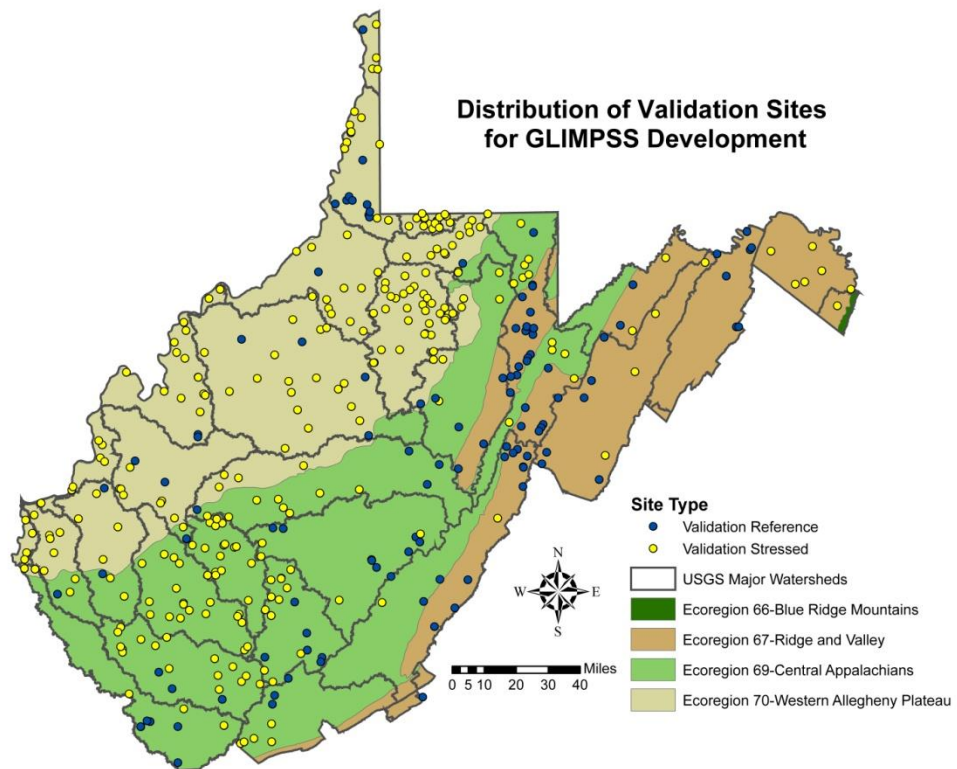 Distribution of Validation Sites
for GLIMPSS Development
Site Type
Validation Reference
Validation Stressed
USGS Major Watersheds
Ecoregion 66-Blue Ridge Mountains
Ecoregion 67-Ridge and Valley
Ecoregion 69-Central Appalachians
Ecoregion 70-Western Allegheny Plateau
N
W E
S
Miles
0 5 10 20 30 40